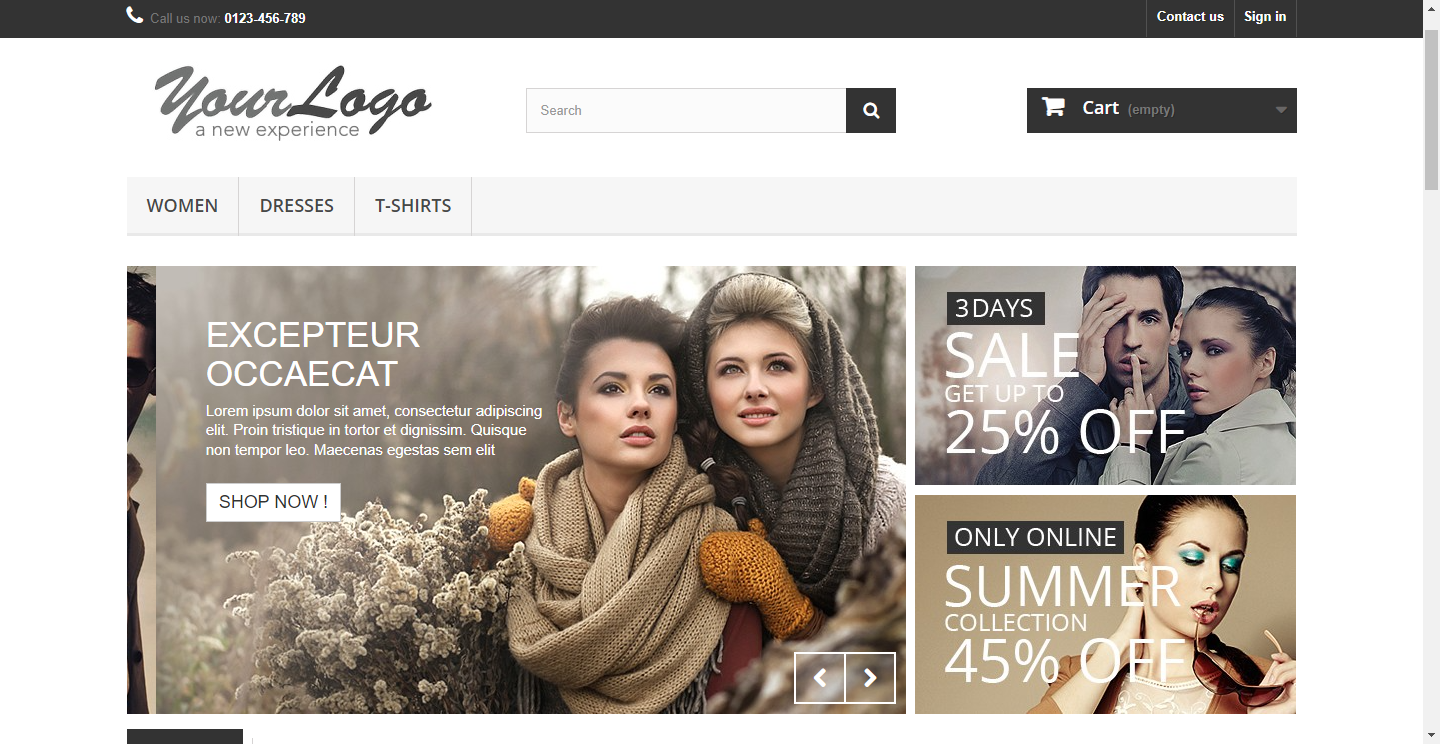 Call us now: 0123-456-789
Contact us
Sign in
YourLogo
a new experience
Search
Cart (empty)
WOMEN
DRESSES
T-SHIRTS
EXCEPTEUR
OCCAECAT
Lorem ipsum dolor sit amet, consectetur adipiscing
elit. Proin tristique in tortor et dignissim. Quisque
non tempor leo. Maecenas egestas sem elit
SHOP NOW !
3 DAYS
SALE
GET UP TO
25% OFF
ONLY ONLINE
SUMMER
COLLECTION
45% OFF